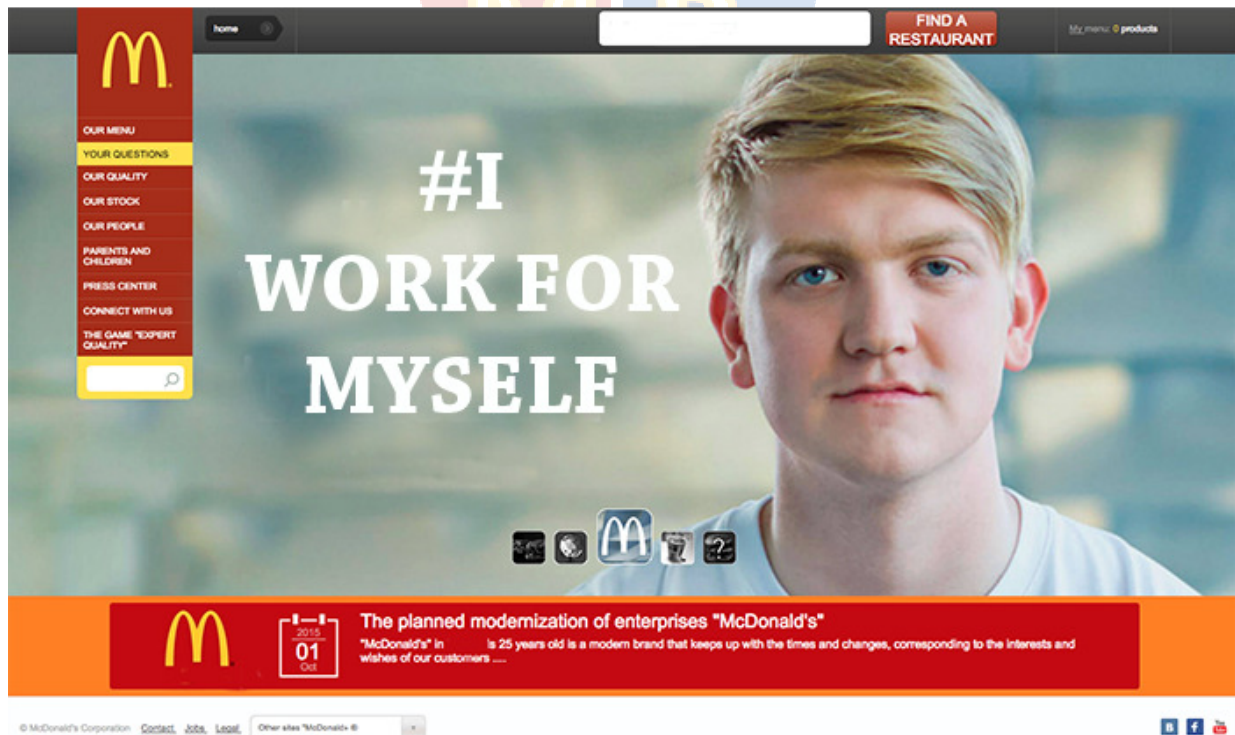 home
FIND A
RESTAURANT
My menu: 0 products
OUR MENU
YOUR QUESTIONS
OUR QUALITY
OUR STOCK
OUR PEOPLE
PARENTS AND
CHILDREN
PRESS CENTER
CONNECT WITH US
THE GAME "EXPERT
QUALITY"
#I
WORK FOR
MYSELF
2015
01
Oct
The planned modernization of enterprises "McDonald's"
"McDonald's" in is 25 years old is a modern brand that keeps up with the times and changes, corresponding to the interests and
wishes of our customers ....
© McDonald's Corporation Contact Jobs Legal Other sites "McDonald» ®
B f You